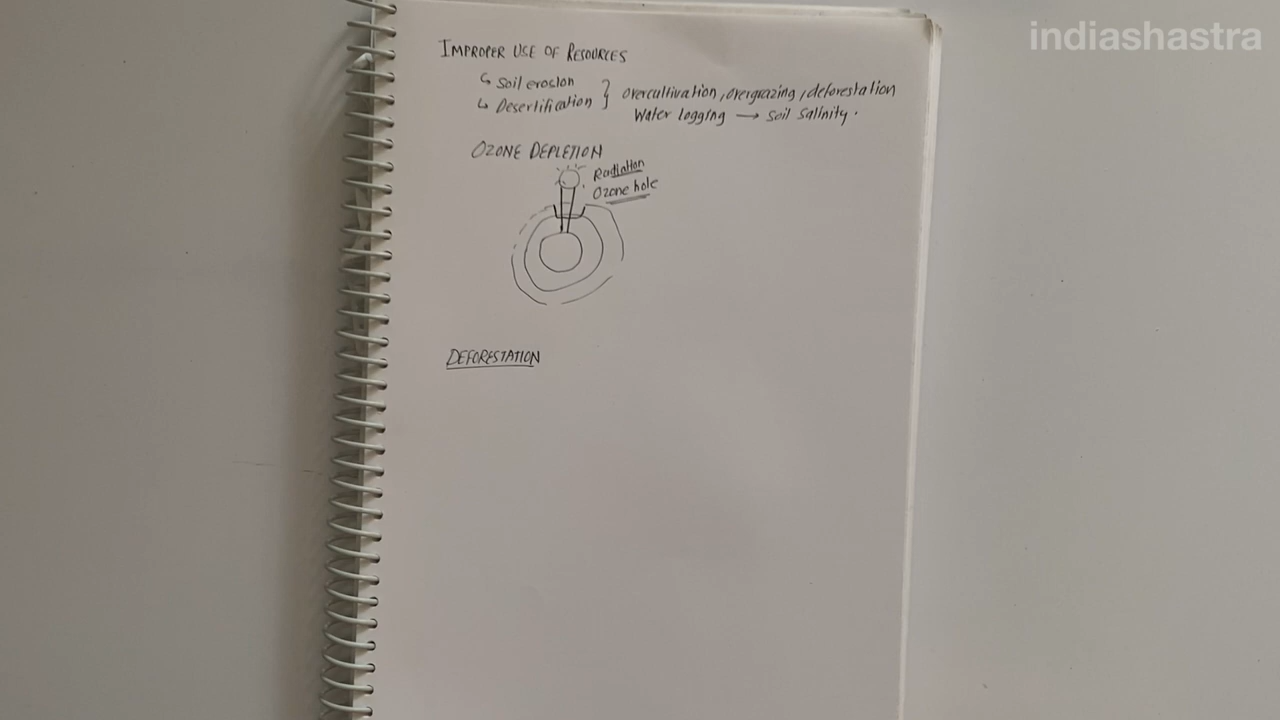 indiashastra
IMPROPER USE OF RESOURCES
↳ Soil erosion
↳ Desertification
} overcultivation, overgrazing, deforestation
Water logging → Soil Salinity.
OZONE DEPLETION
Radiation
Ozone hole
DEFORESTATION